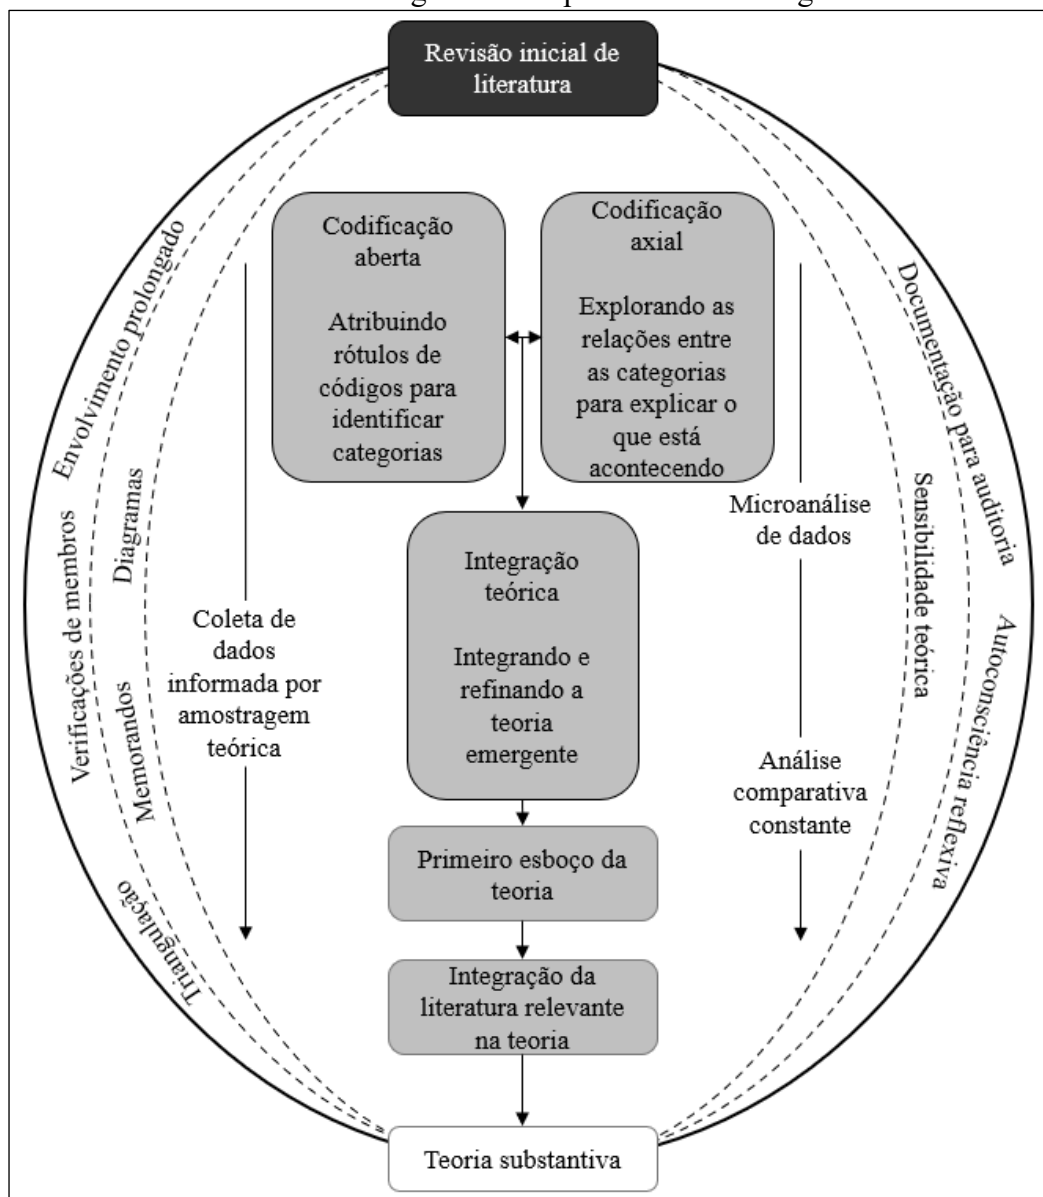 Revisão inicial de
literatura
Codificação
aberta
Atribuindo
rótulos de
códigos para
identificar
categorias
Codificação
axial
Explorando as
relações entre
as categorias
para explicar o
que está
acontecendo
Envolvimento prolongado
Verificações de membros
Triangulação
Diagramas
Memorandos
Coleta de
dados
informada por
amostragem
teórica
Integração
teórica
Integrando e
refinando a
teoria
emergente
Microanálise
de dados
Análise
comparativa
constante
Sensibilidade teórica
Documentação para auditoria
Autoconsciência reflexiva
Primeiro esboço da
teoria
Integração da
literatura relevante
na teoria
Teoria substantiva